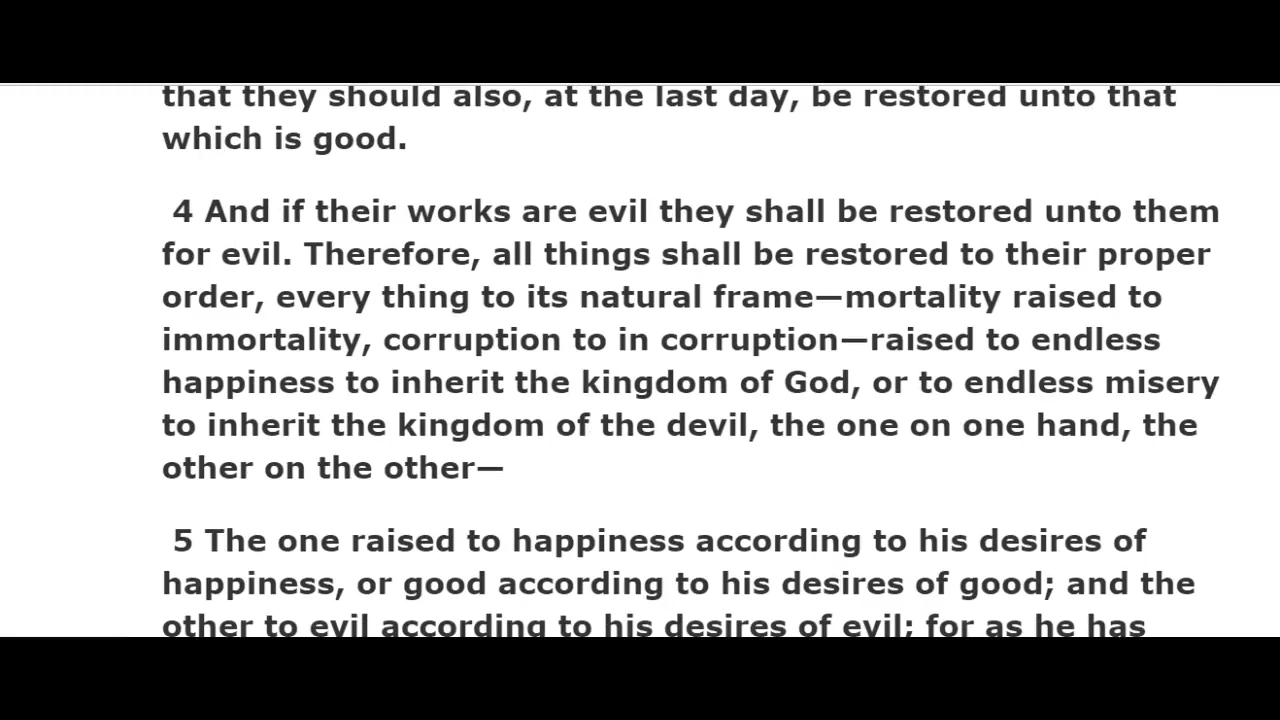 that they should also, at the last day, be restored unto that
which is good.
4 And if their works are evil they shall be restored unto them
for evil. Therefore, all things shall be restored to their proper
order, every thing to its natural frame—mortality raised to
immortality, corruption to in corruption—raised to endless
happiness to inherit the kingdom of God, or to endless misery
to inherit the kingdom of the devil, the one on one hand, the
other on the other—
5 The one raised to happiness according to his desires of
happiness, or good according to his desires of good; and the
other to evil according to his desires of evil; for as he has